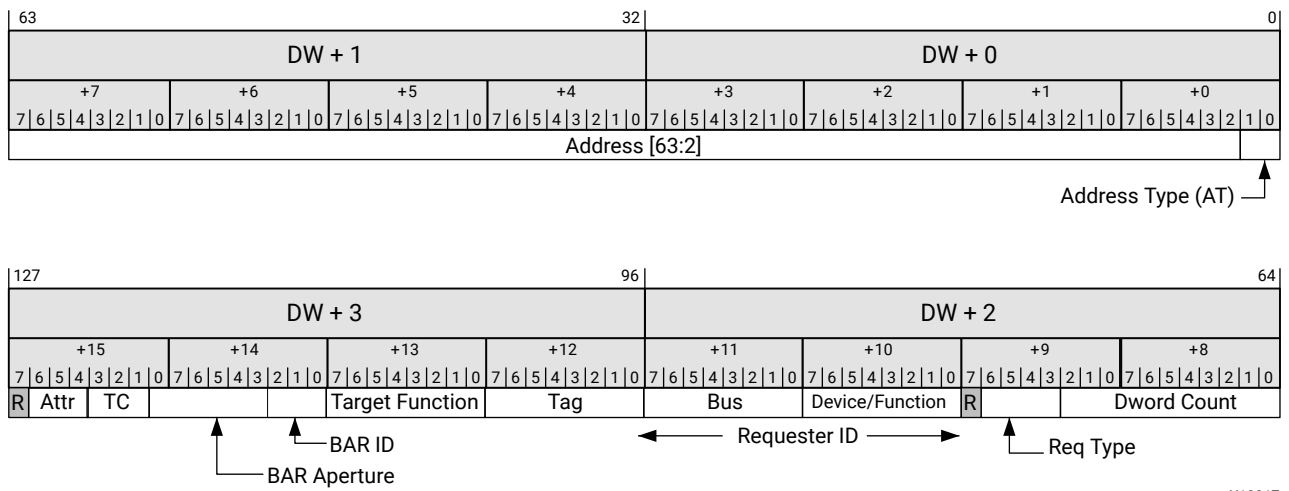 63 32 0
DW + 1 DW + 0
+7 +6 +5 +4 +3 +2 +1 +0
7 6 5 4 3 2 1 0 7 6 5 4 3 2 1 0 7 6 5 4 3 2 1 0 7 6 5 4 3 2 1 0 7 6 5 4 3 2 1 0 7 6 5 4 3 2 1 0 7 6 5 4 3 2 1 0 7 6 5 4 3 2 1 0
Address [63:2]
Address Type (AT)
127 96 64
DW + 3 DW + 2
+15 +14 +13 +12 +11 +10 +9 +8
7 6 5 4 3 2 1 0 7 6 5 4 3 2 1 0 7 6 5 4 3 2 1 0 7 6 5 4 3 2 1 0 7 6 5 4 3 2 1 0 7 6 5 4 3 2 1 0 7 6 5 4 3 2 1 0 7 6 5 4 3 2 1 0
R Attr TC Target Function Tag Bus Device/Function R Dword Count
BAR ID Requester ID Req Type
BAR Aperture